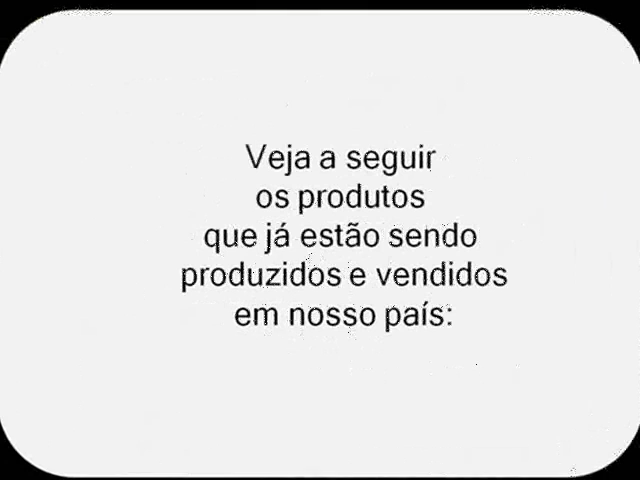 Veja a seguir
os produtos
que já estão sendo
produzidos e vendidos
em nosso país: